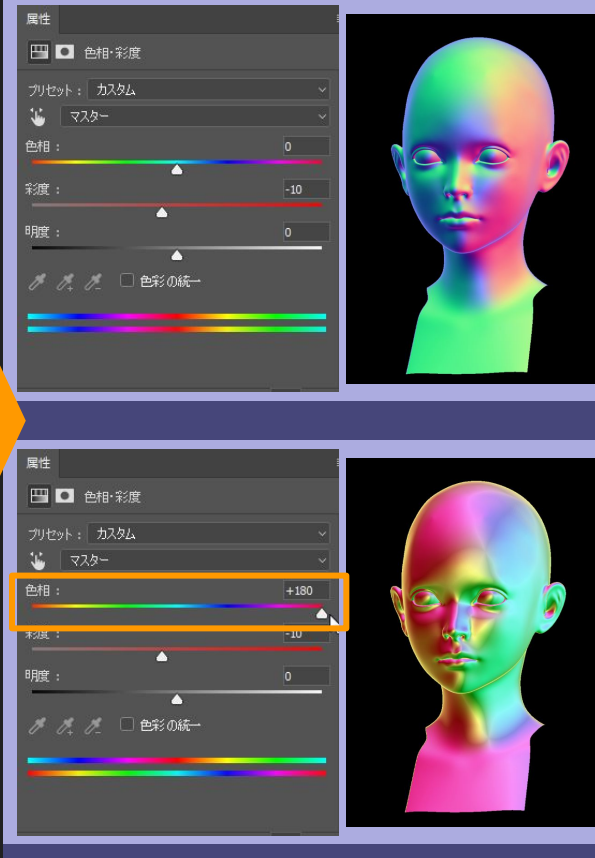 属性
色相・彩度
プリセット： カスタム
マスター
色相： 0
彩度： -10
明度： 0
色彩の統一
属性
色相・彩度
プリセット： カスタム
マスター
色相： +180
彩度： -10
明度： 0
色彩の統一